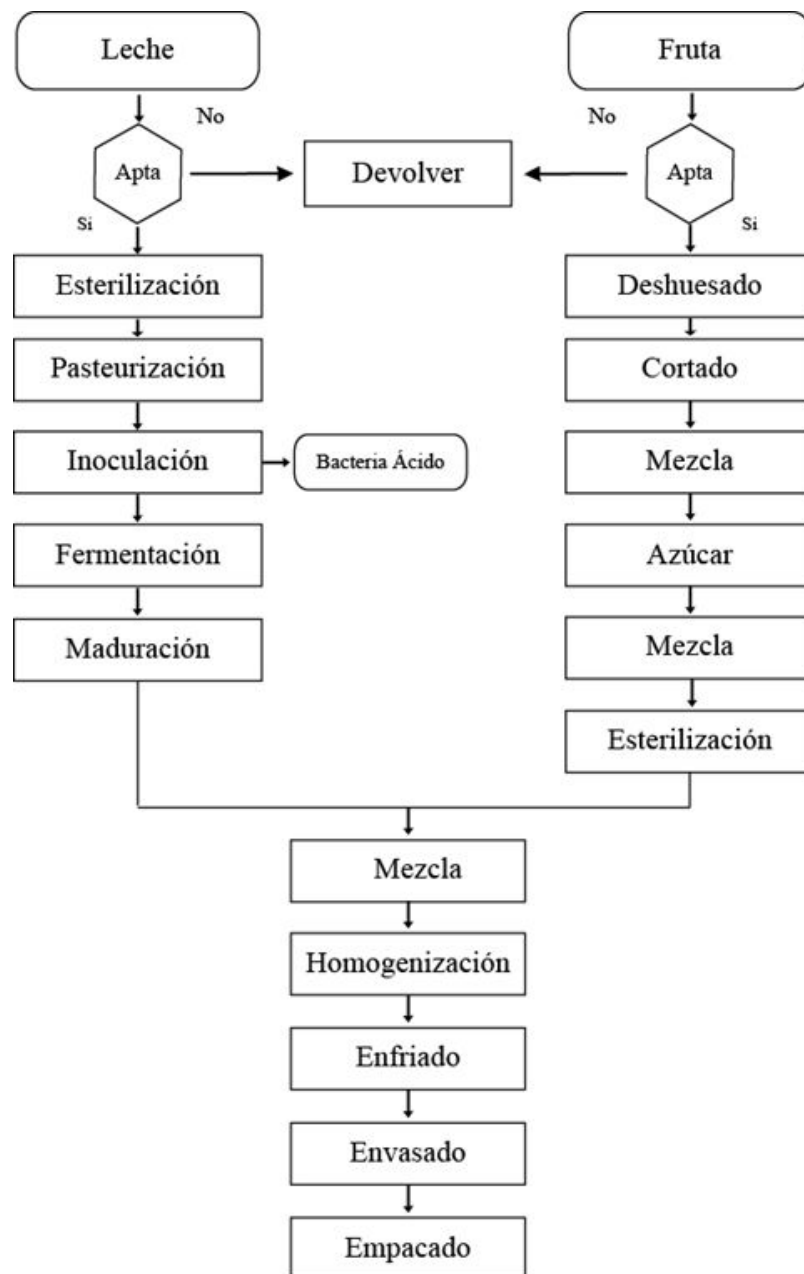 Leche
Fruta
No
No
Apta
Devolver
Apta
Si
Si
Esterilización
Deshuesado
Pasteurización
Cortado
Inoculación
Bacteria Ácido
Mezcla
Fermentación
Azúcar
Maduración
Mezcla
Esterilización
Mezcla
Homogenización
Enfriado
Envasado
Empacado